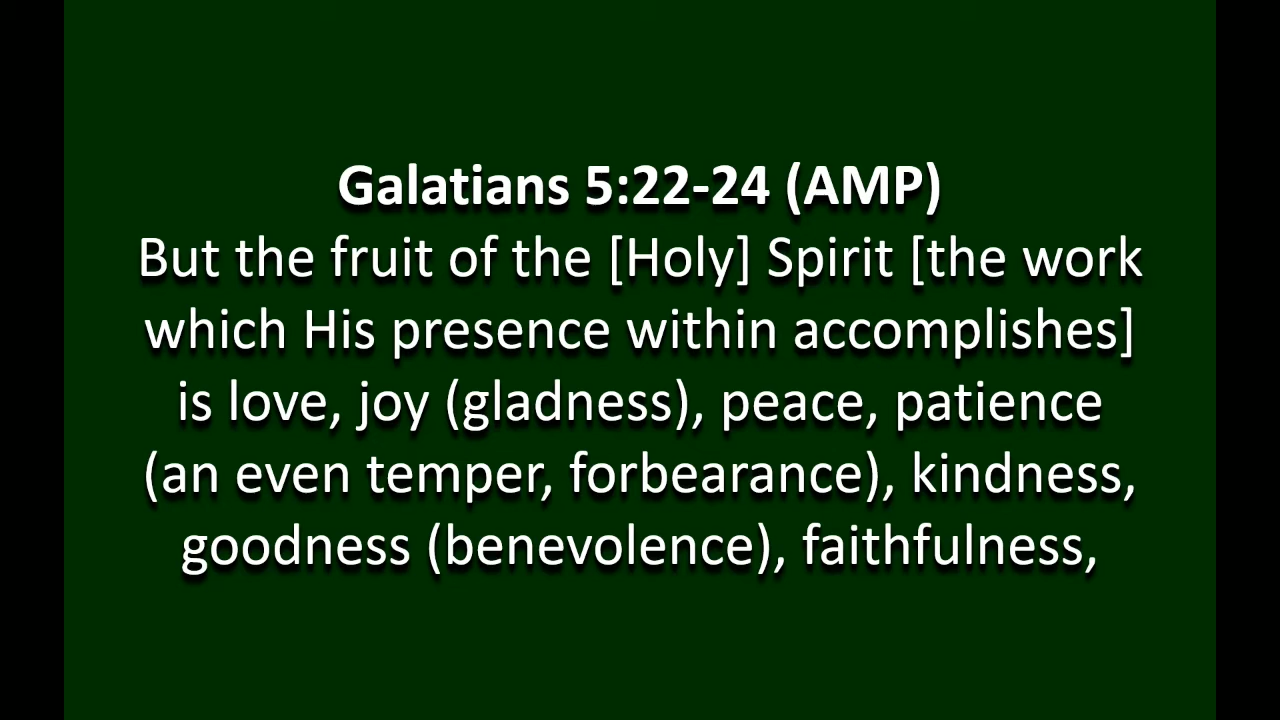 Galatians 5:22-24 (AMP)
But the fruit of the [Holy] Spirit [the work
which His presence within accomplishes]
is love, joy (gladness), peace, patience
(an even temper, forbearance), kindness,
goodness (benevolence), faithfulness,